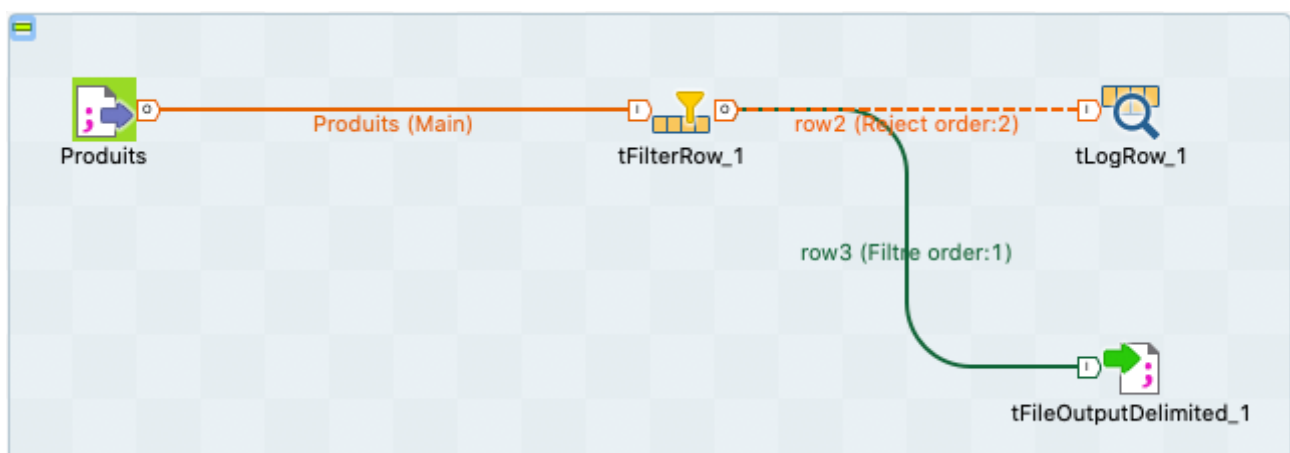 Produits (Main)
row2 (Reject order:2)
Produits
tFilterRow_1
tLogRow_1
row3 (Filtre order:1)
tFileOutputDelimited_1